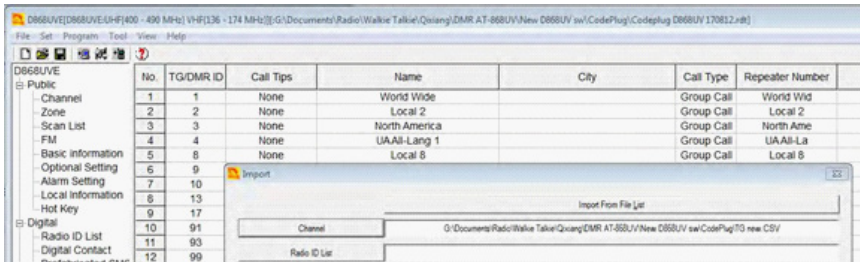 D868UVE[D868UVE:UHF{400 - 490 MHz} VHF{136 - 174 MHz}][:G:\Documents\Radio\Walkie Talkie\Qixiang\DMR AT-868UV\New D868UV sw\CodePlug\Codeplug D868UV 170812.rdt]
File Set Program Tool View Help
D868UVE
Public
Channel
Zone
Scan List
FM
Basic information
Optional Setting
Alarm Setting
Local Information
Hot Key
Digital
Radio ID List
Digital Contact
No. TG/DMR ID Call Tips Name City Call Type Repeater Number
1 1 None World Wide Group Call World Wid
2 2 None Local 2 Group Call Local 2
3 3 None North America Group Call North Ame
4 4 None UAAll-Lang 1 Group Call UAAll-La
5 8 None Local 8 Group Call Local 8
6 9
7 10
8 13
9 17
10 91
11 93
12 99
Import
Import From File List
Channel G:\Documents\Radio\Walkie Talkie\Qixiang\DMR AT-868UV\New D868UV sw\CodePlug\TG new.CSV
Radio ID List